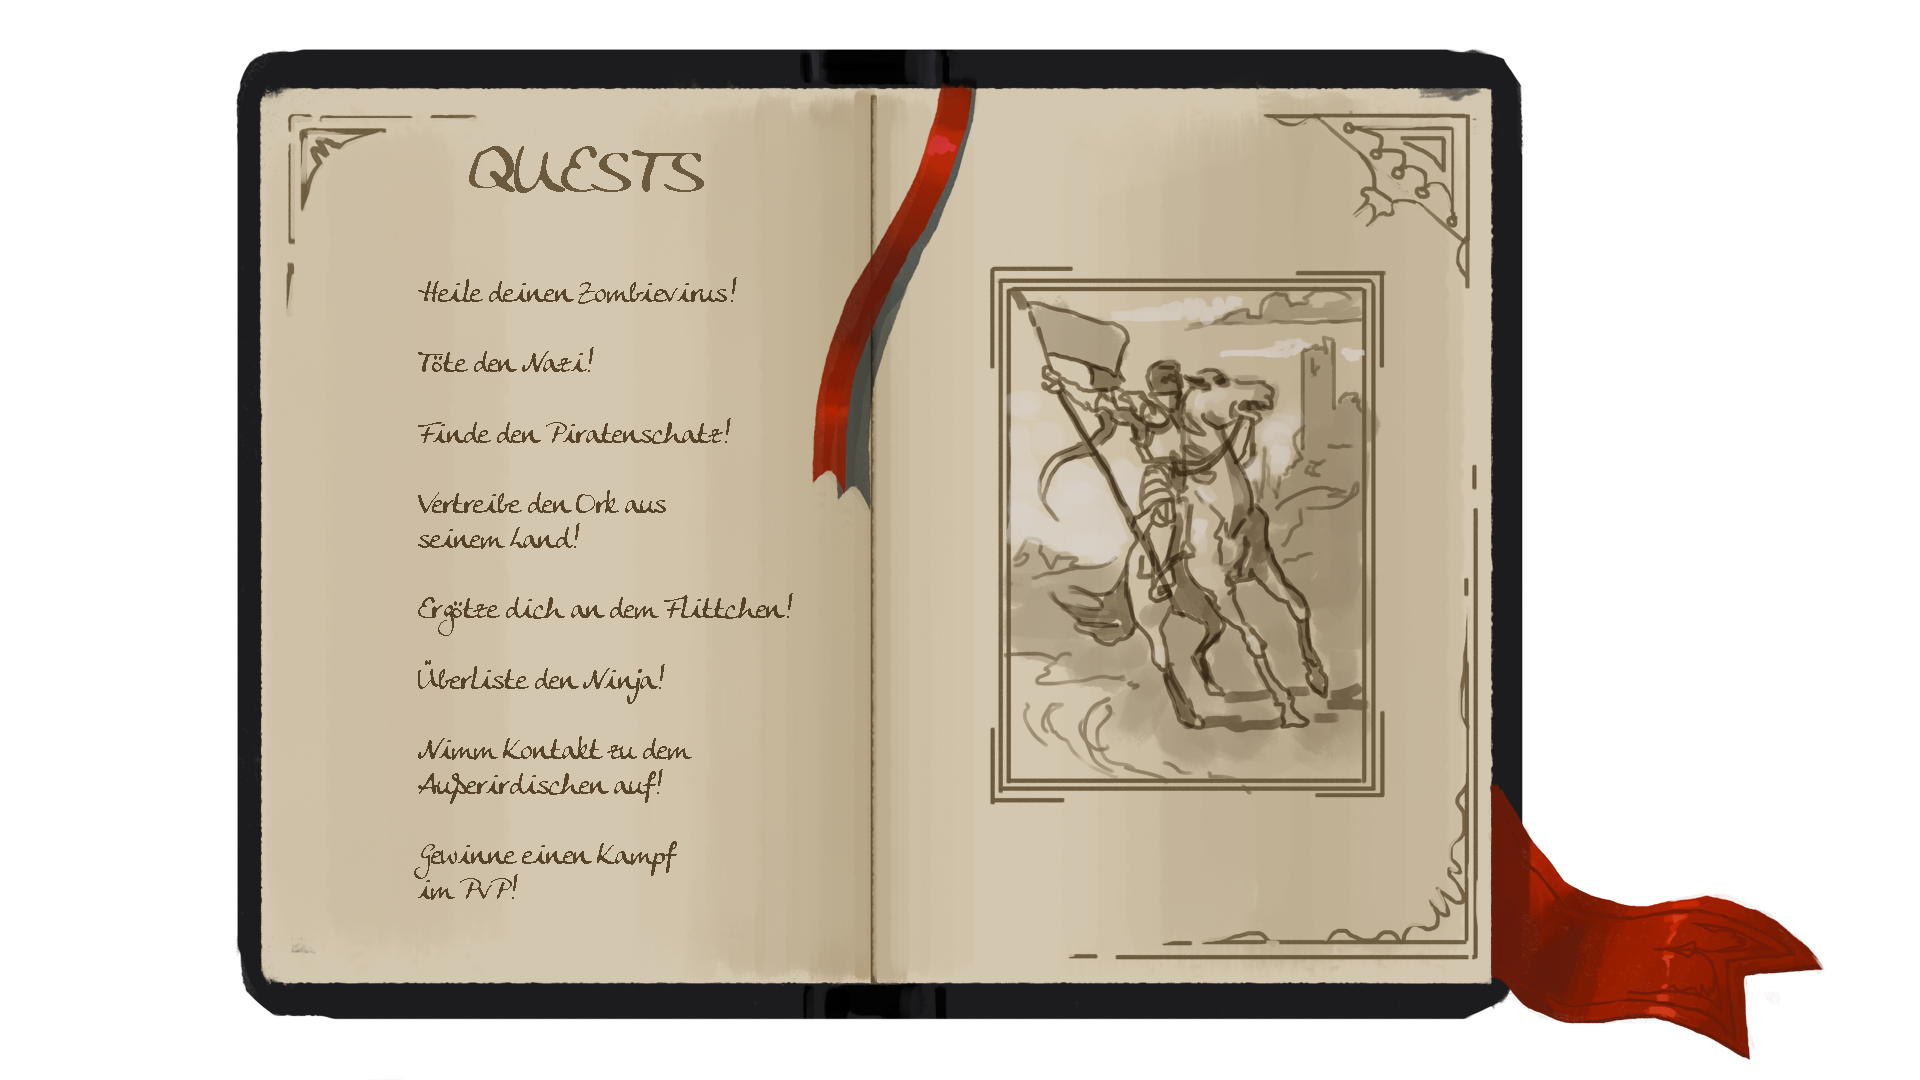 QUESTS
Heile deinen Zombievirus!
Töte den Nazi!
Finde den Piratenschatz!
Vertreibe den Ork aus
seinem Land!
Ergötze dich an dem Flittchen!
Überliste den Ninja!
Nimm Kontakt zu dem
Außerirdischen auf!
Gewinne einen Kampf
im PvP!